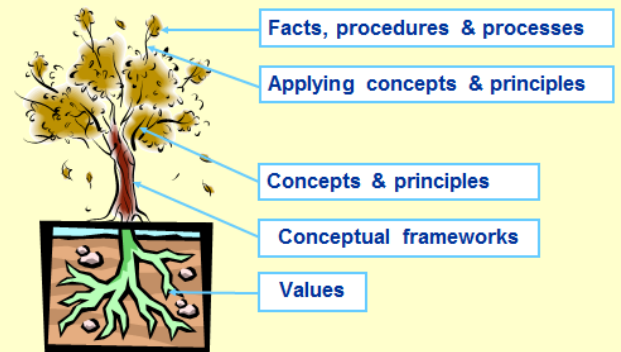 Facts, procedures & processes
Applying concepts & principles
Concepts & principles
Conceptual frameworks
Values